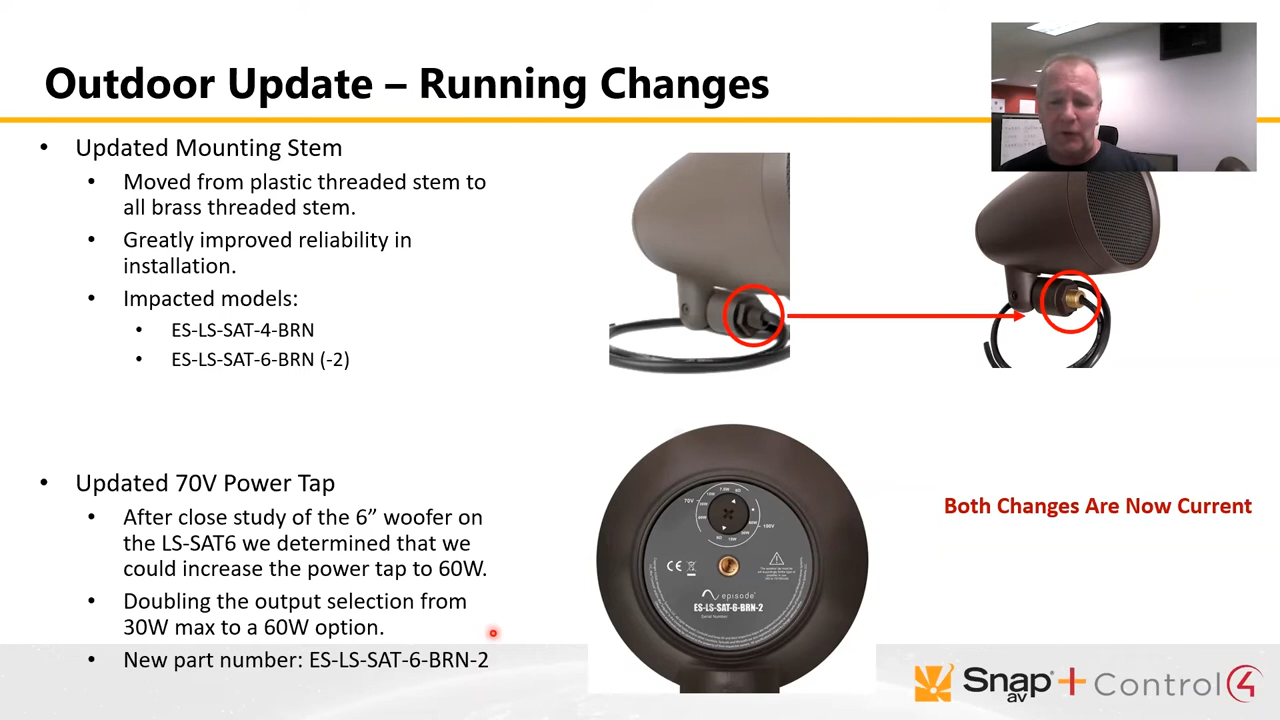 Outdoor Update – Running Changes
• Updated Mounting Stem
• Moved from plastic threaded stem to
all brass threaded stem.
• Greatly improved reliability in
installation.
• Impacted models:
• ES-LS-SAT-4-BRN
• ES-LS-SAT-6-BRN (-2)
• Updated 70V Power Tap
• After close study of the 6” woofer on
the LS-SAT6 we determined that we
could increase the power tap to 60W.
• Doubling the output selection from
30W max to a 60W option.
• New part number: ES-LS-SAT-6-BRN-2
70V
100V
CE
episode
ES-LS-SAT-6-BRN-2
Serial Number:
Both Changes Are Now Current
Snap av + Control4